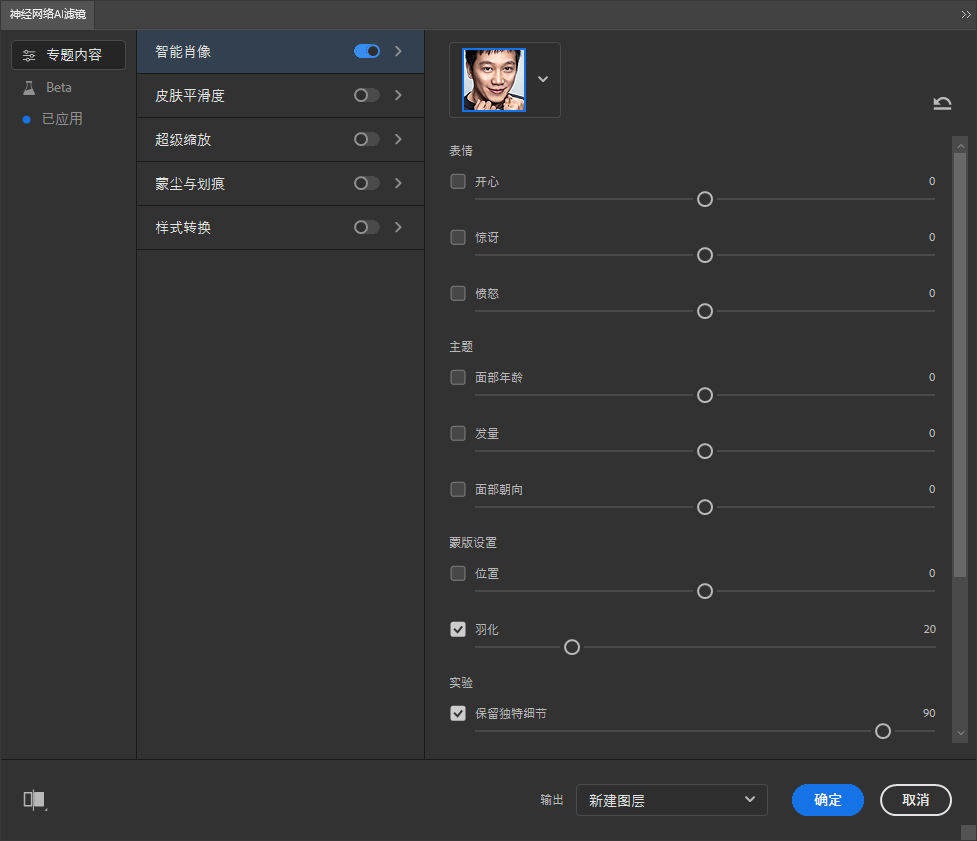 神经网络AI滤镜
专题内容
Beta
已应用
智能肖像
皮肤平滑度
超级缩放
蒙尘与划痕
样式转换
表情
开心 0
惊讶 0
愤怒 0
主题
面部年龄 0
发量 0
面部朝向 0
蒙版设置
位置 0
羽化 20
实验
保留独特细节 90
输出 新建图层 确定 取消